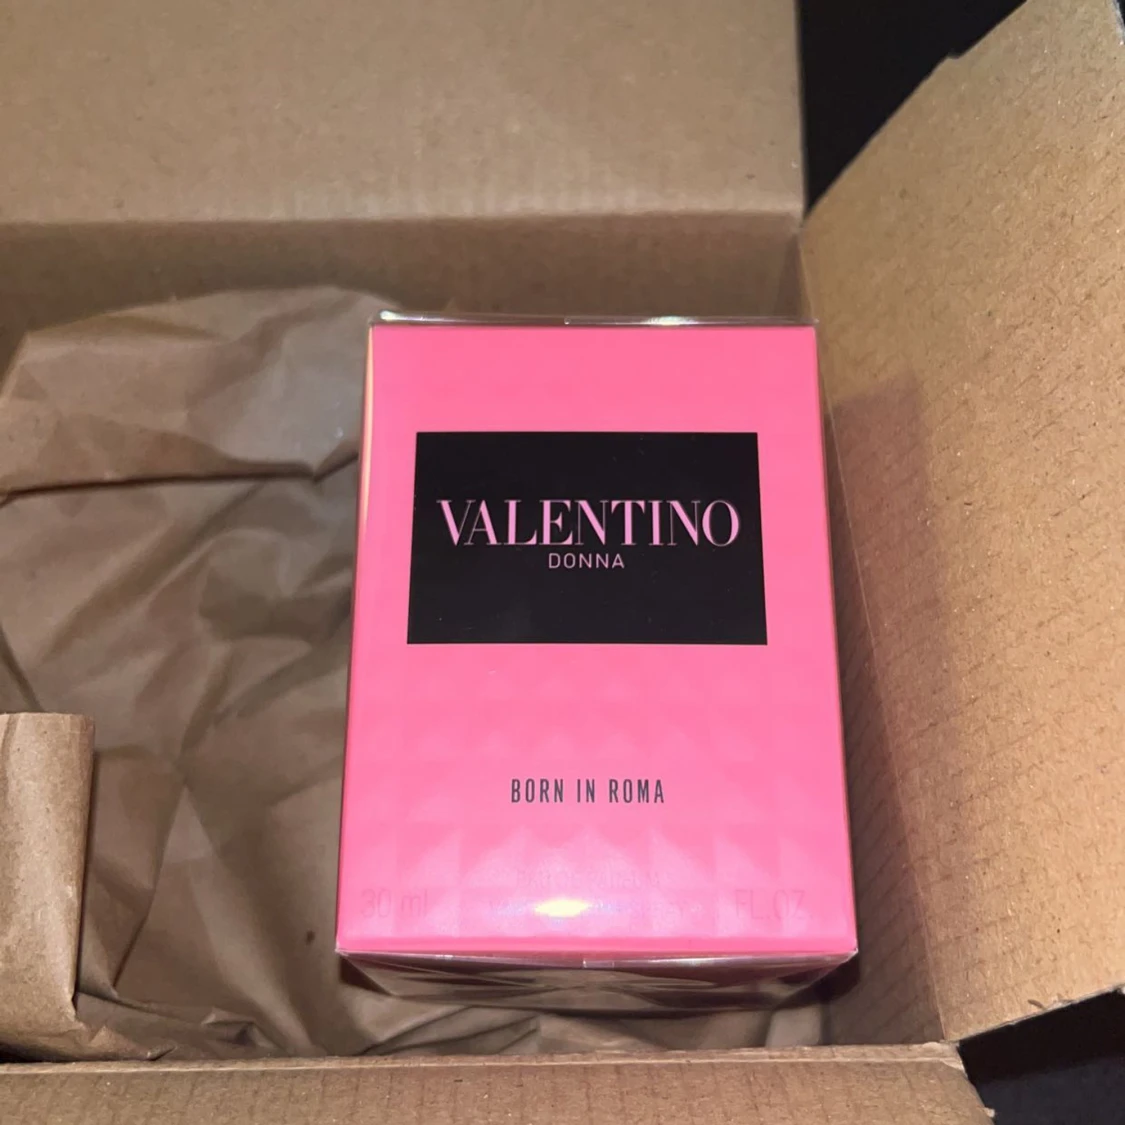 VALENTINO
DONNA
BORN IN ROMA
30 ml FL.OZ.